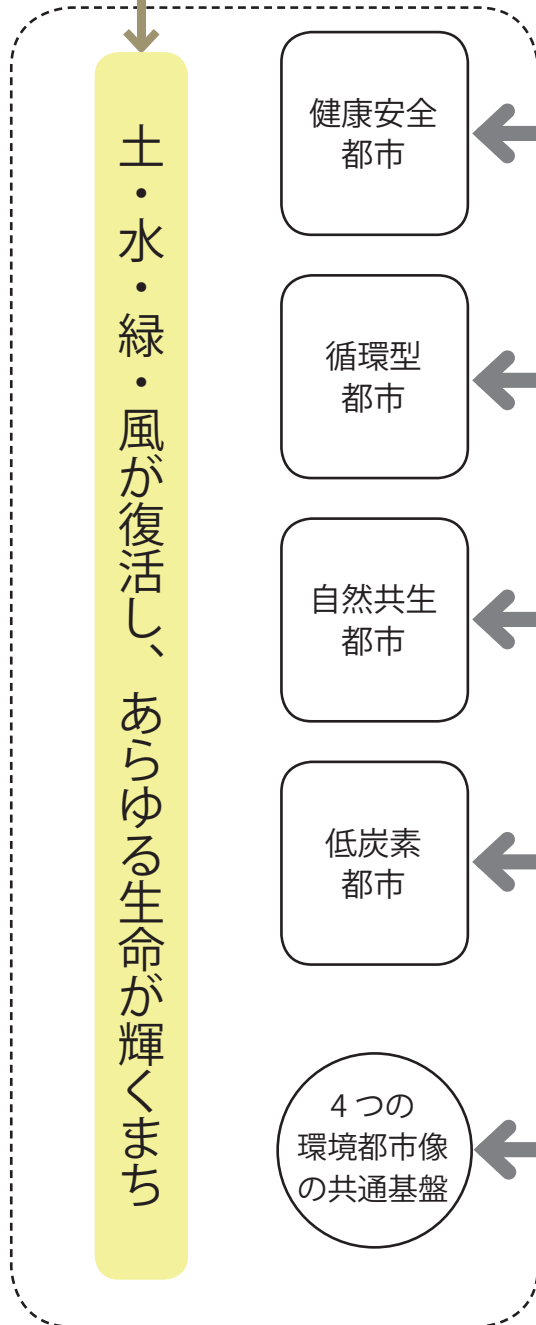 土・水・緑・風が復活し、あらゆる生命が輝くまち
健康安全
都市
循環型
都市
自然共生
都市
低炭素
都市
4つの
環境都市像
の共通基盤